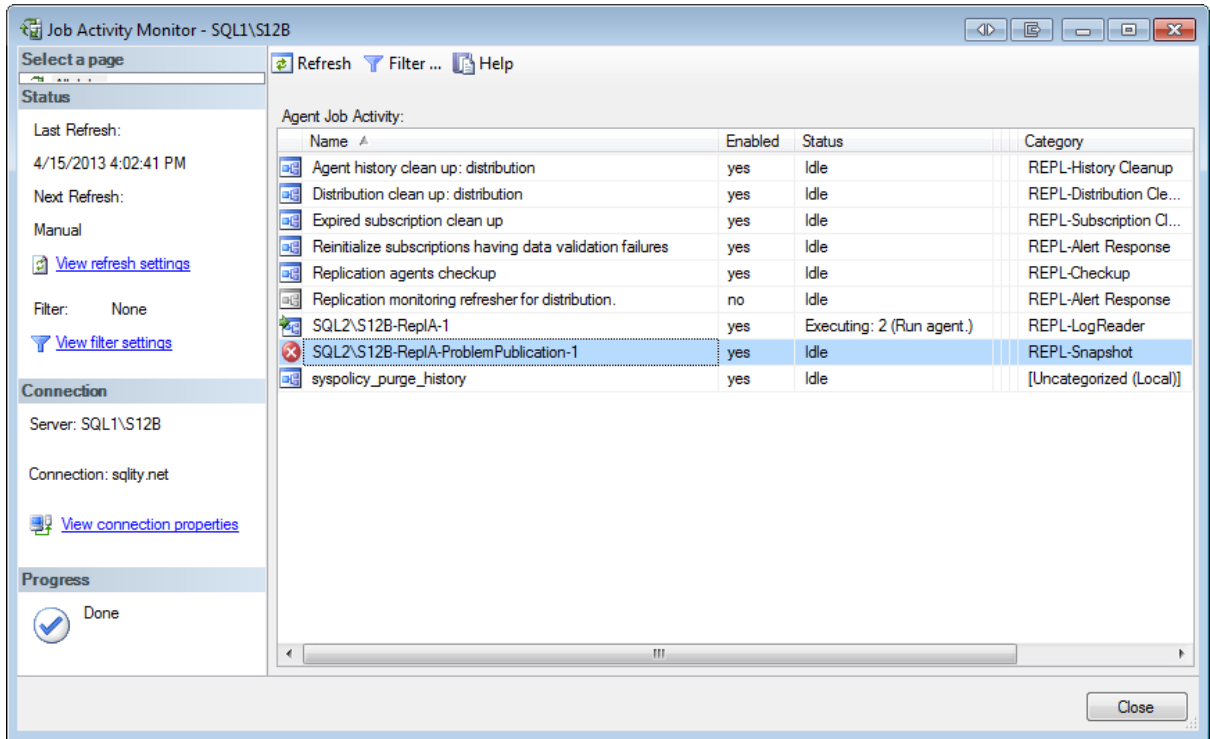 Job Activity Monitor - SQL1\S12B
Select a page
Status
Last Refresh:
4/15/2013 4:02:41 PM
Next Refresh:
Manual
View refresh settings
Filter: None
View filter settings
Connection
Server: SQL1\S12B
Connection: sqlity.net
View connection properties
Progress
Done
Refresh Filter ... Help
Agent Job Activity:
Name Enabled Status Category
Agent history clean up: distribution yes Idle REPL-History Cleanup
Distribution clean up: distribution yes Idle REPL-Distribution Cle...
Expired subscription clean up yes Idle REPL-Subscription Cl...
Reinitialize subscriptions having data validation failures yes Idle REPL-Alert Response
Replication agents checkup yes Idle REPL-Checkup
Replication monitoring refresher for distribution. no Idle REPL-Alert Response
SQL2\S12B-ReplA-1 yes Executing: 2 (Run agent.) REPL-LogReader
SQL2\S12B-ReplA-ProblemPublication-1 yes Idle REPL-Snapshot
syspolicy_purge_history yes Idle [Uncategorized (Local)]
Close